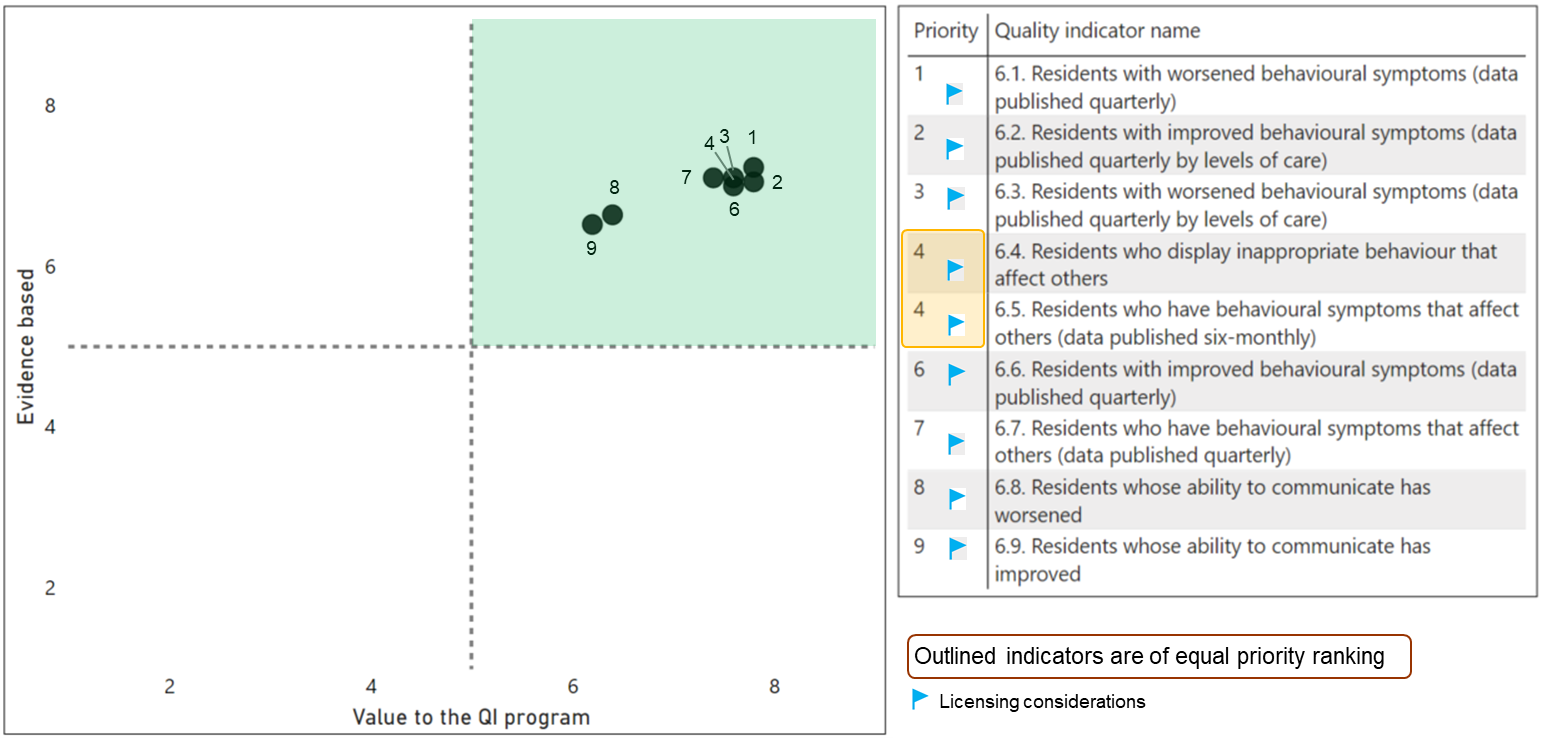 8
6
4
2
Evidence based
4 3 1
7 2
8
6
9
2 4 6 8
Value to the QI program
Priority Quality indicator name
1 6.1. Residents with worsened behavioural symptoms (data
published quarterly)
2 6.2. Residents with improved behavioural symptoms (data
published quarterly by levels of care)
3 6.3. Residents with worsened behavioural symptoms (data
published quarterly by levels of care)
4 6.4. Residents who display inappropriate behaviour that
affect others
4 6.5. Residents who have behavioural symptoms that affect
others (data published six-monthly)
6 6.6. Residents with improved behavioural symptoms (data
published quarterly)
7 6.7. Residents who have behavioural symptoms that affect
others (data published quarterly)
8 6.8. Residents whose ability to communicate has
worsened
9 6.9. Residents whose ability to communicate has
improved
Outlined indicators are of equal priority ranking
Licensing considerations